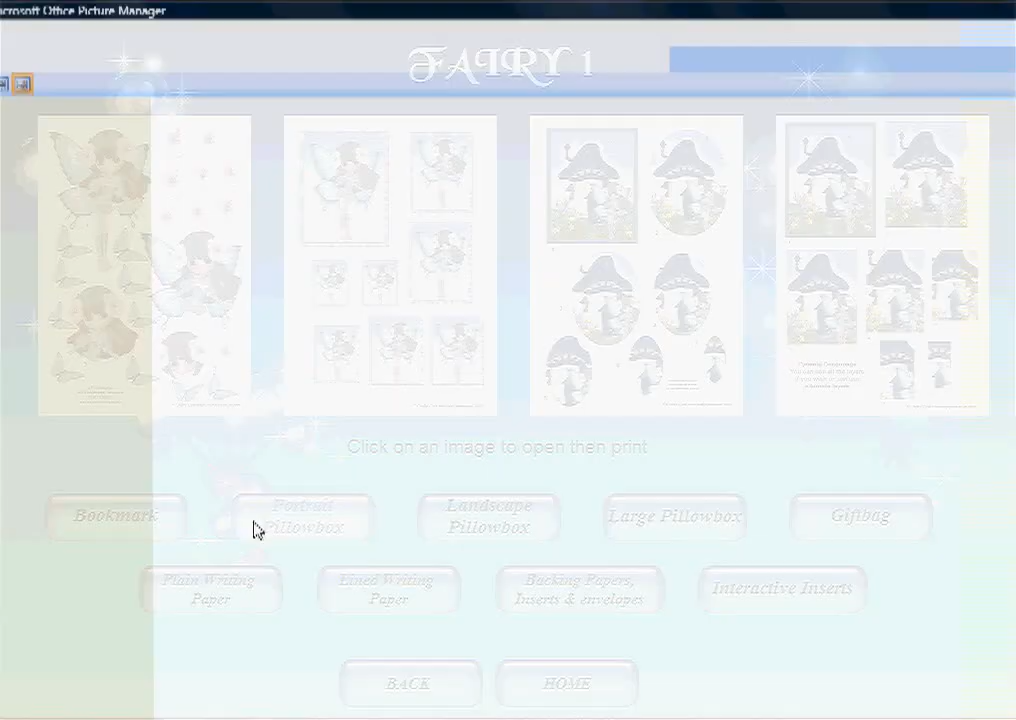 crosoft Office Picture Manager
FAIRY 1
Click on an image to open then print
Bookmark
Portrait
Pillowbox
Landscape
Pillowbox
Large Pillowbox
Giftbag
Plain Writing
Paper
Lined Writing
Paper
Backing Papers,
Inserts & envelopes
Interactive Inserts
BACK
HOME